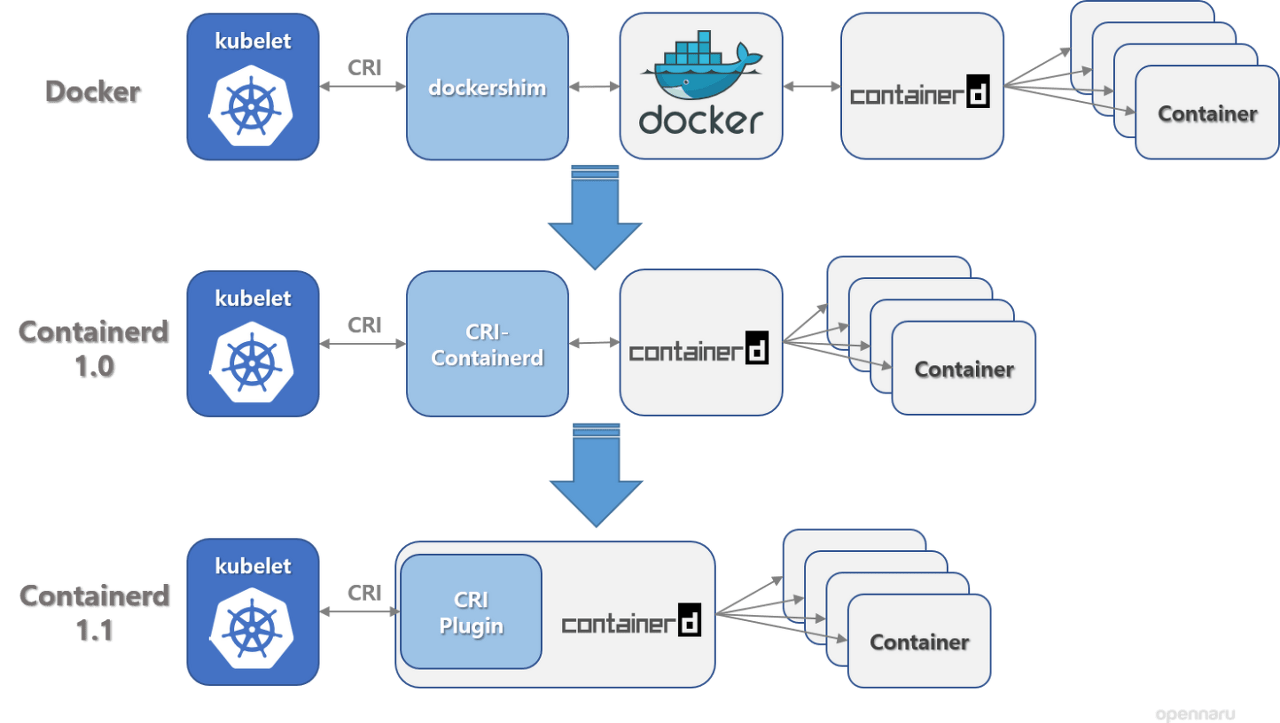 Docker
kubelet
CRI
dockershim
docker
containerd
Container
Containerd
1.0
kubelet
CRI
CRI-
Containerd
containerd
Container
Containerd
1.1
kubelet
CRI
CRI
Plugin
containerd
Container
opennaru